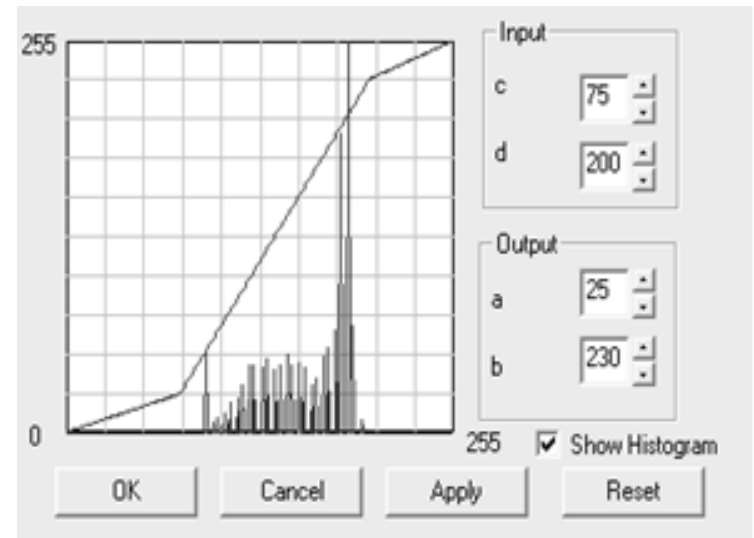 255
0
255
Input
c 75
d 200
Output
a 25
b 230
Show Histogram
OK Cancel Apply Reset